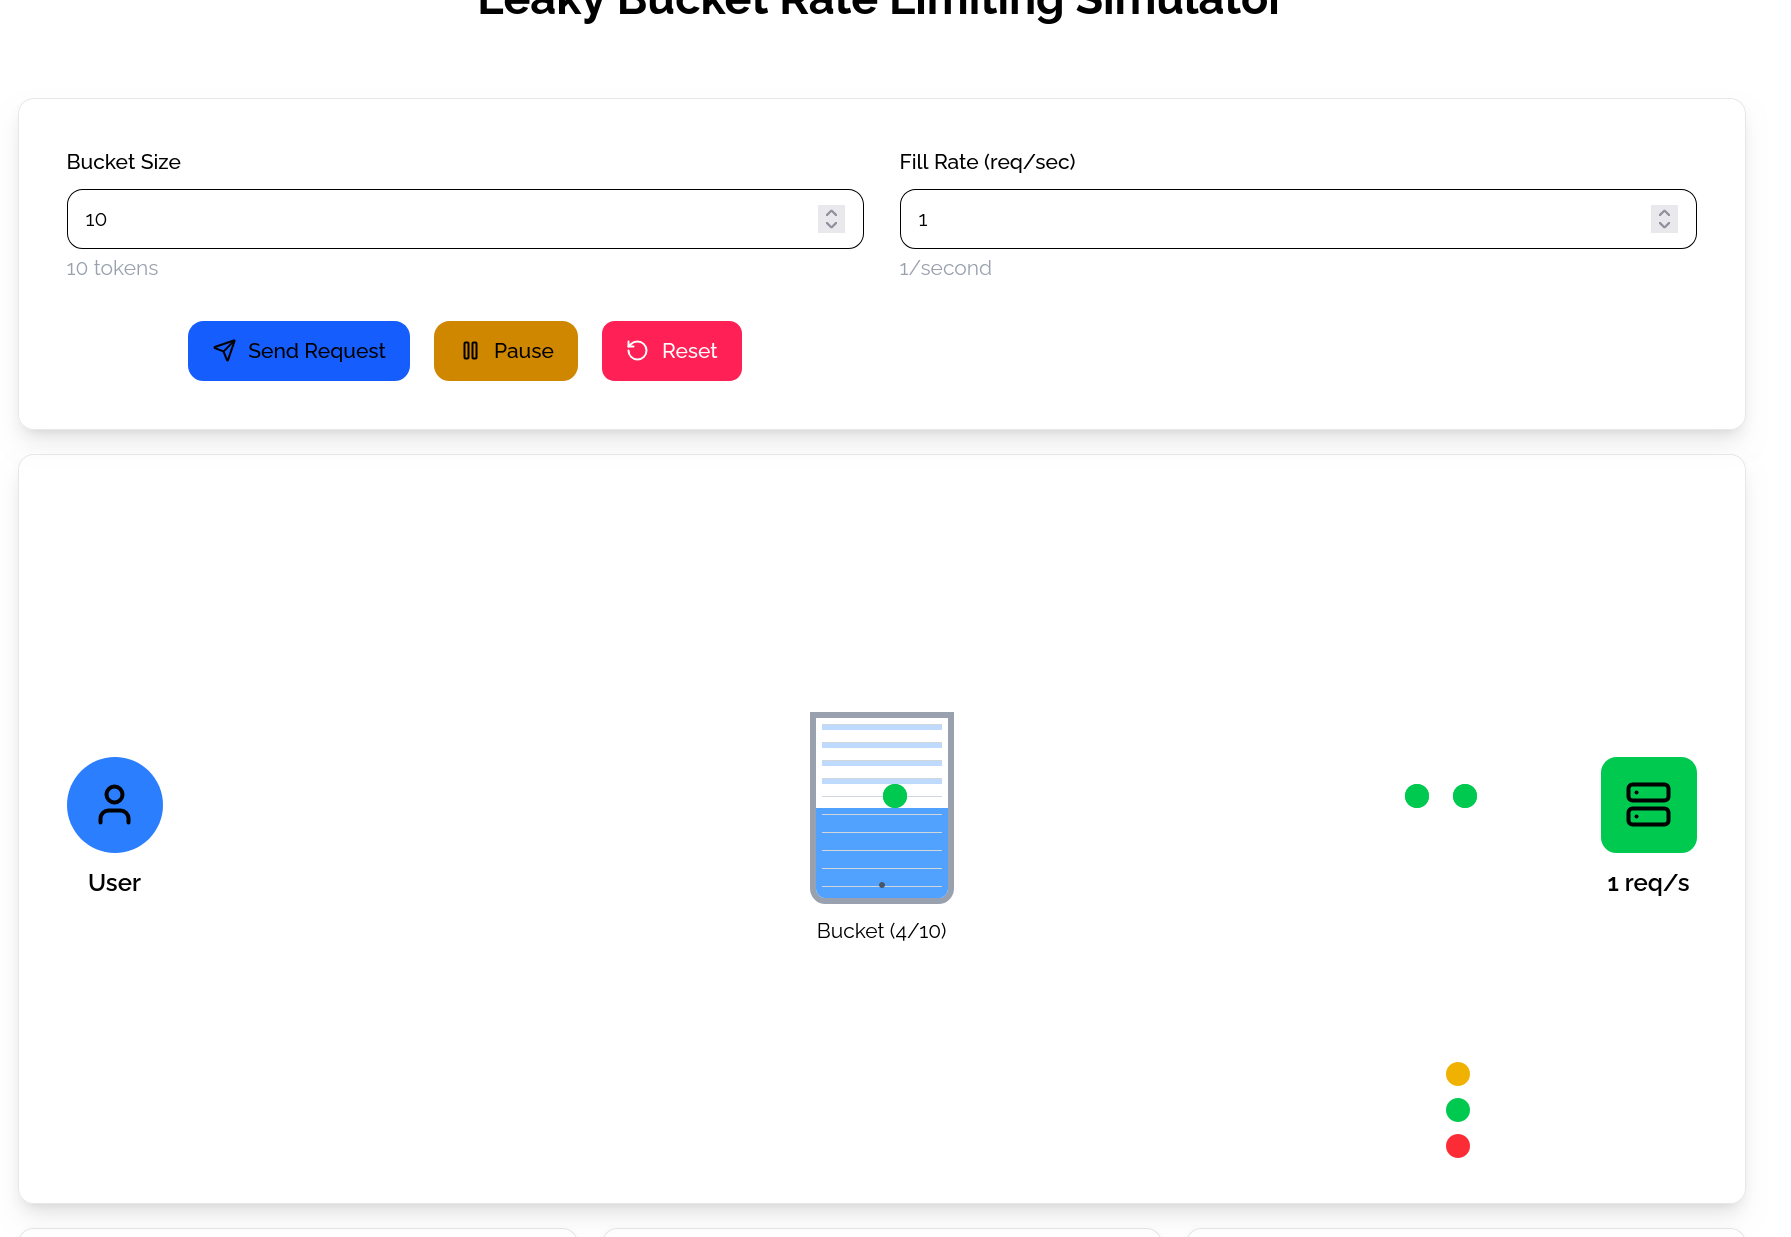 Leaky Bucket Rate Limiting Simulator
Bucket Size
Fill Rate (req/sec)
10
1
10 tokens
1/second
Send Request
Pause
Reset
User
Bucket (4/10)
1 req/s